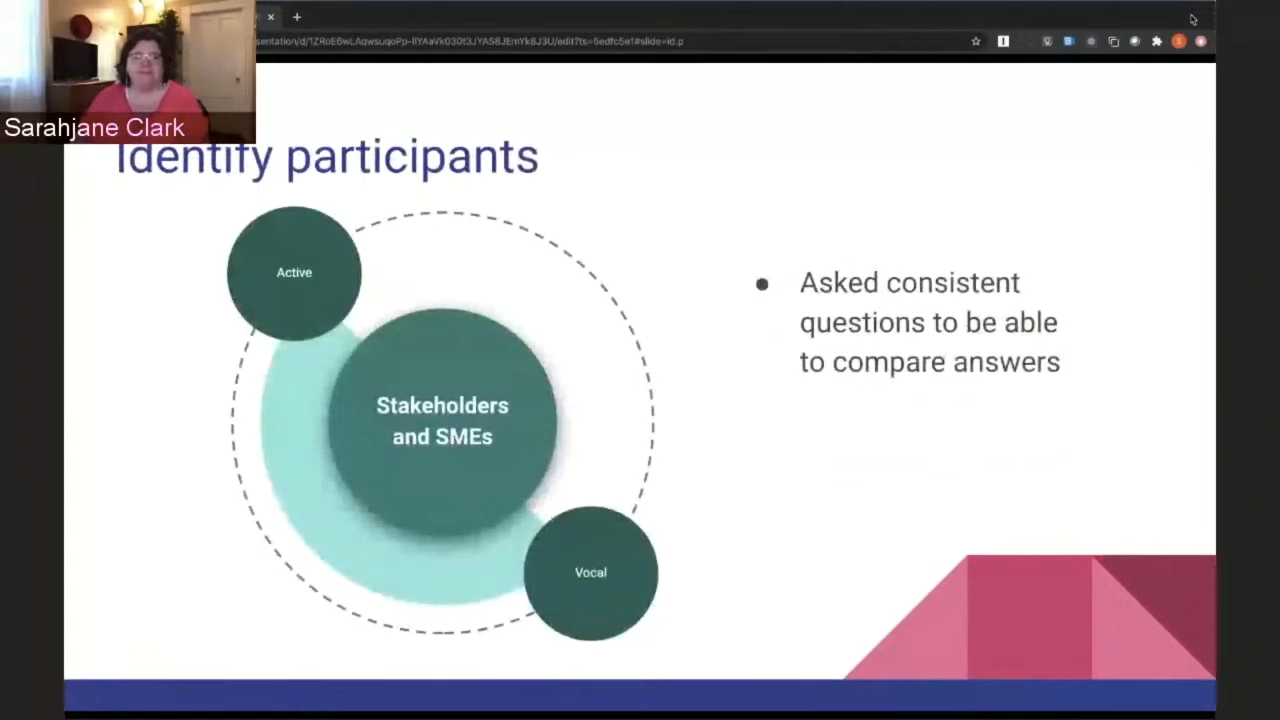 Sarahjane Clark
Identify participants
Active
Stakeholders
and SMEs
Vocal
● Asked consistent
questions to be able
to compare answers